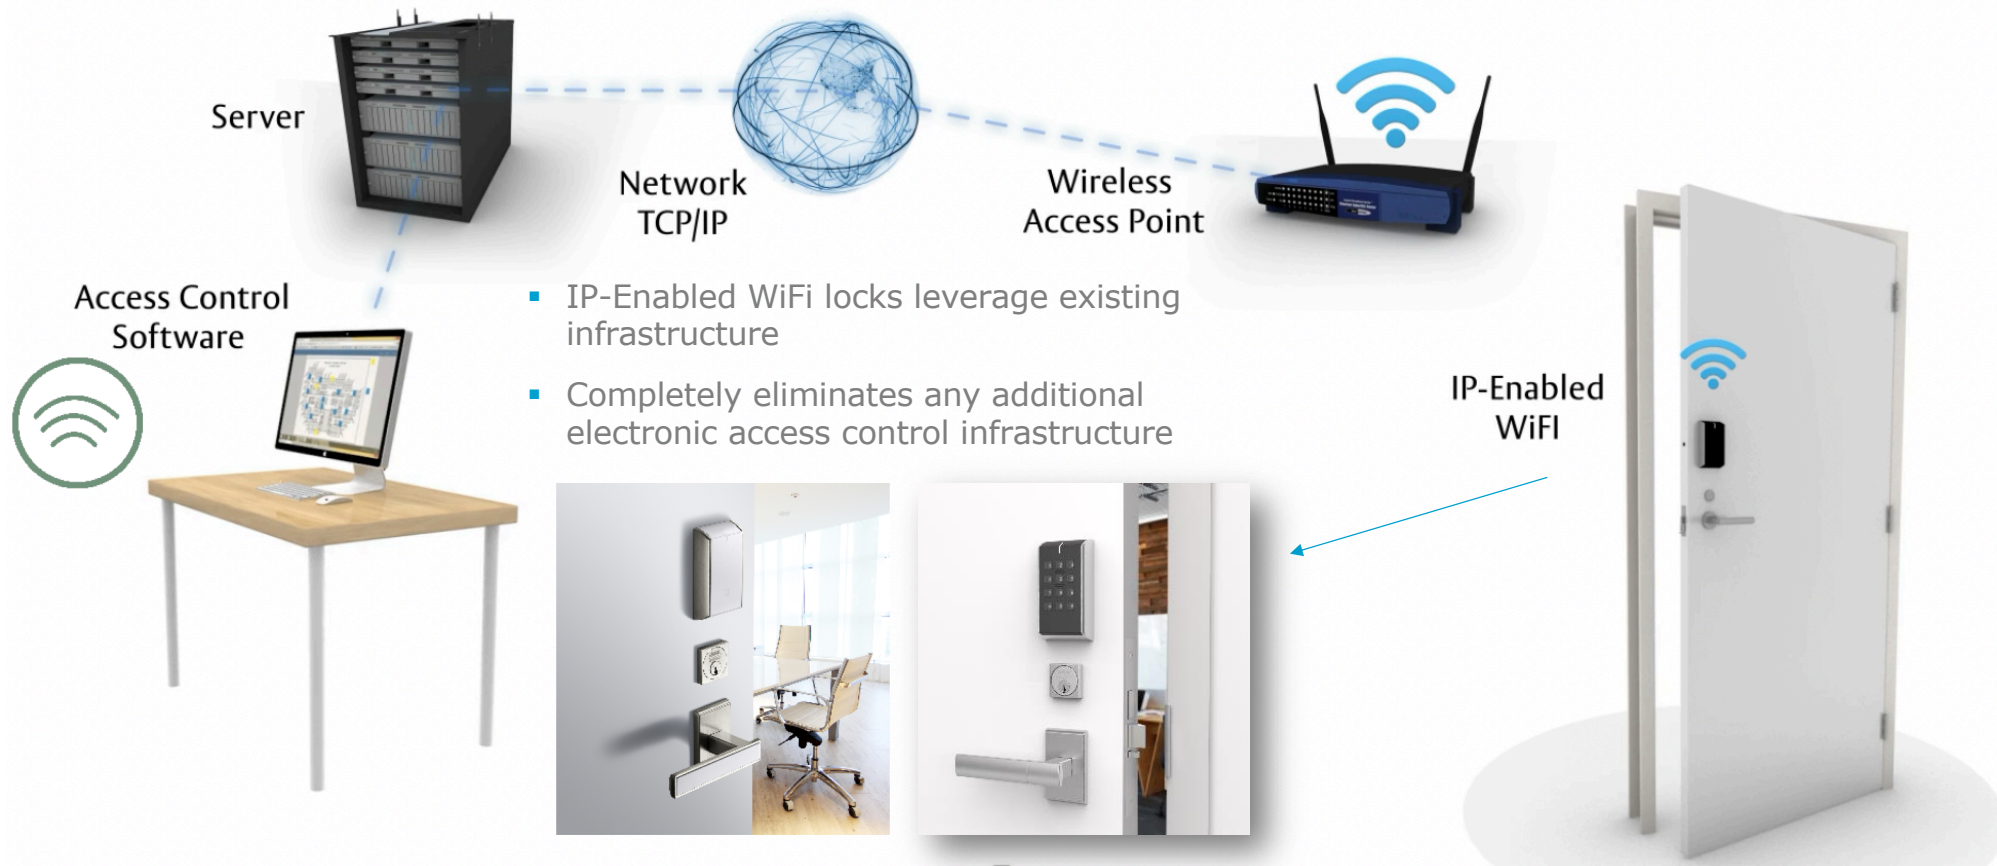 Server
Network
TCP/IP
Wireless
Access Point
Access Control
Software
▪ IP-Enabled WiFi locks leverage existing
infrastructure
▪ Completely eliminates any additional
electronic access control infrastructure
IP-Enabled
WiFI